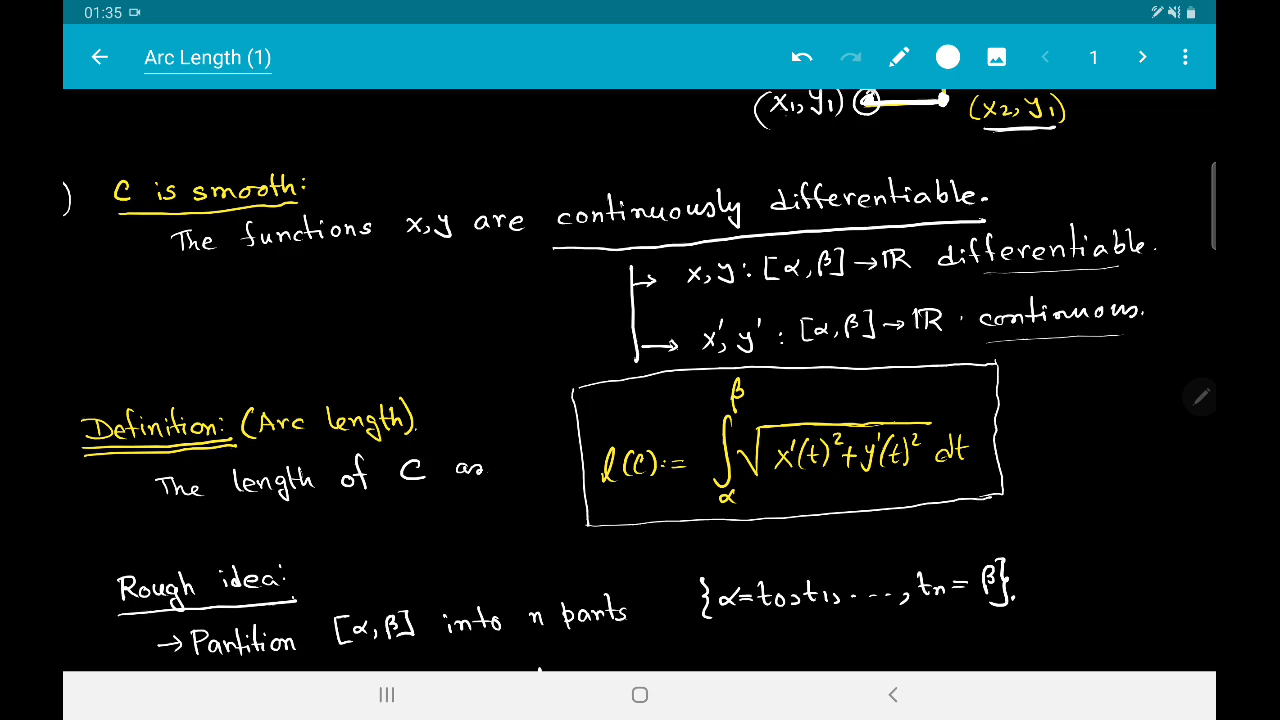 01:35
Arc Length (1)
1
(x₁, y₁) (x₂, y₁)
) C is smooth:
The functions x, y are continuously differentiable.
→ x, y : [α, β] → ℝ differentiable.
→ x', y' : [α, β] → ℝ . continuous.
Definition: (Arc length).
The length of C as
l(C) := ∫_α^β √(x'(t)² + y'(t)²) dt
Rough idea:
→ Partition [α, β] into n parts {α = t₀, t₁, ...., tₙ = β}.